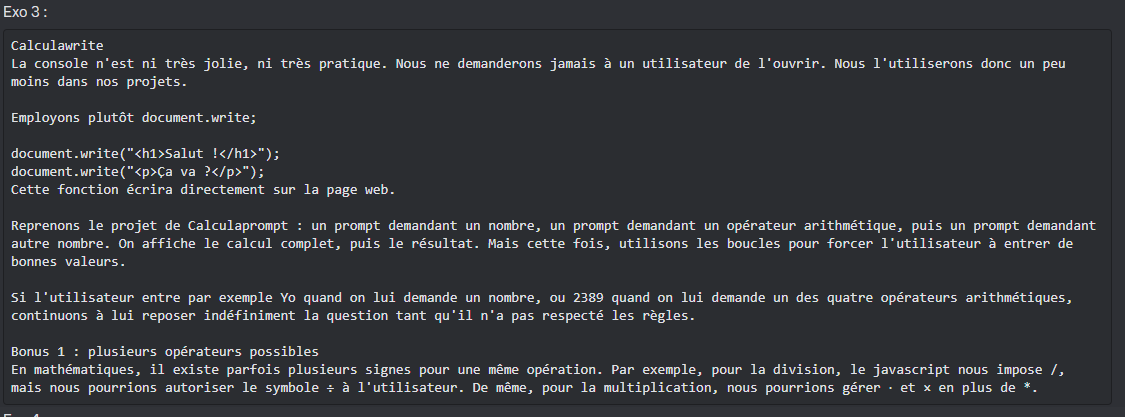 Exo 3 :
Calculawrite
La console n'est ni très jolie, ni très pratique. Nous ne demanderons jamais à un utilisateur de l'ouvrir. Nous l'utiliserons donc un peu
moins dans nos projets.
Employons plutôt document.write;
document.write("<h1>Salut !</h1>");
document.write("<p>Ça va ?</p>");
Cette fonction écrira directement sur la page web.
Reprenons le projet de Calculaprompt : un prompt demandant un nombre, un prompt demandant un opérateur arithmétique, puis un prompt demandant
autre nombre. On affiche le calcul complet, puis le résultat. Mais cette fois, utilisons les boucles pour forcer l'utilisateur à entrer de
bonnes valeurs.
Si l'utilisateur entre par exemple Yo quand on lui demande un nombre, ou 2389 quand on lui demande un des quatre opérateurs arithmétiques,
continuons à lui reposer indéfiniment la question tant qu'il n'a pas respecté les règles.
Bonus 1 : plusieurs opérateurs possibles
En mathématiques, il existe parfois plusieurs signes pour une même opération. Par exemple, pour la division, le javascript nous impose /,
mais nous pourrions autoriser le symbole ÷ à l'utilisateur. De même, pour la multiplication, nous pourrions gérer · et × en plus de *.